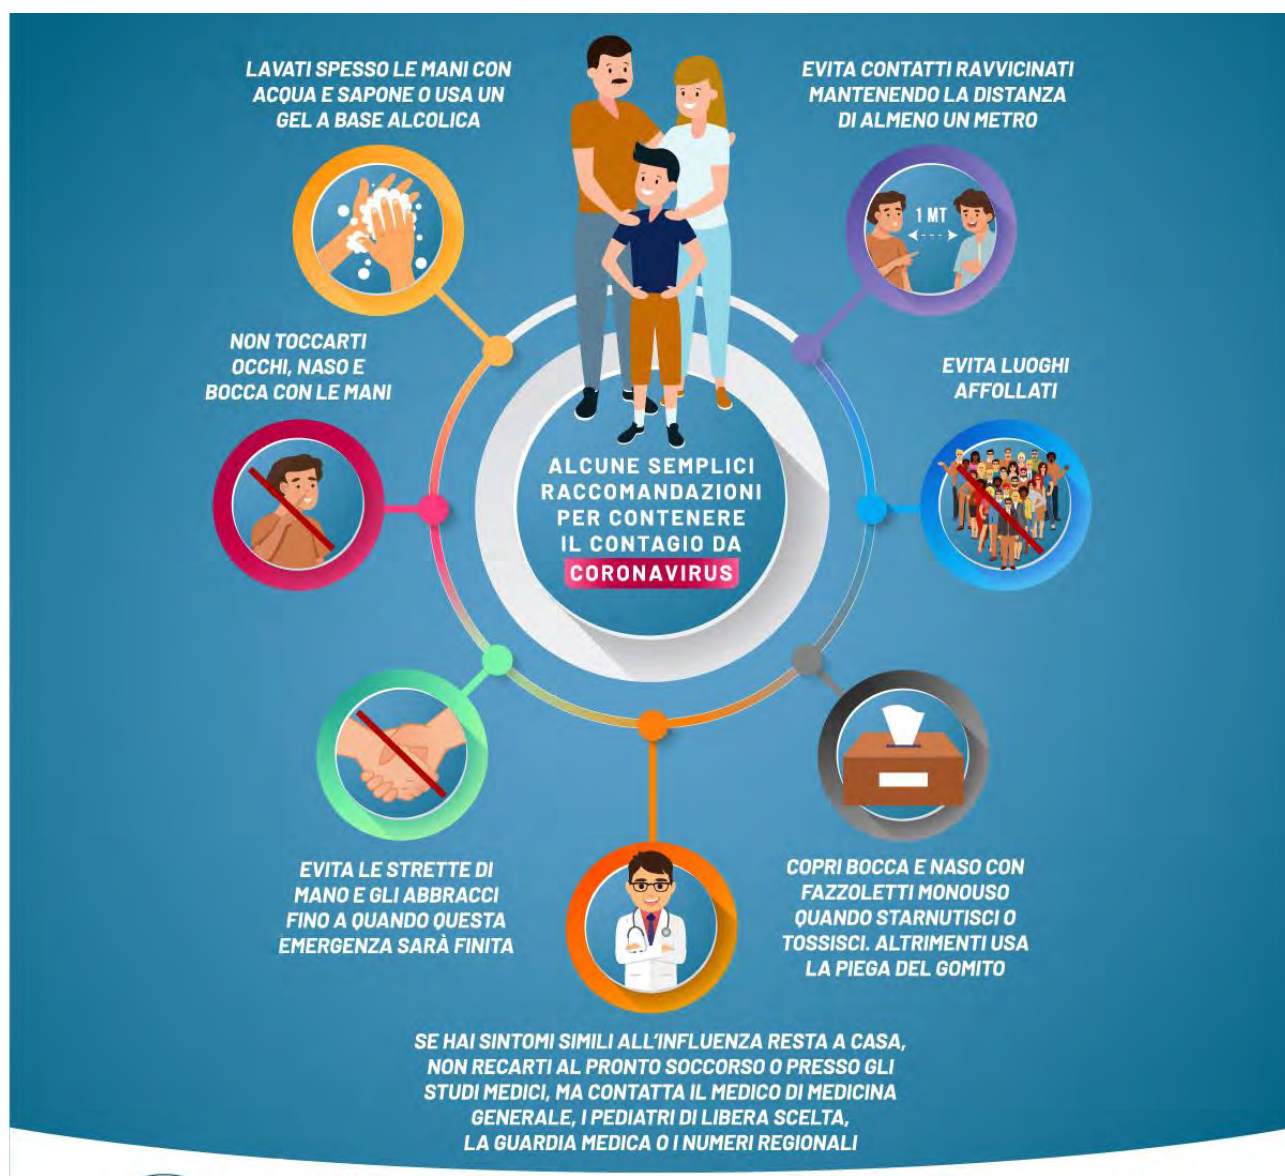 LAVATI SPESSO LE MANI CON
ACQUA E SAPONE O USA UN
GEL A BASE ALCOLICA
EVITA CONTATTI RAVVICINATI
MANTENENDO LA DISTANZA
DI ALMENO UN METRO
1 MT
NON TOCCARTI
OCCHI, NASO E
BOCCA CON LE MANI
EVITA LUOGHI
AFFOLLATI
ALCUNE SEMPLICI
RACCOMANDAZIONI
PER CONTENERE
IL CONTAGIO DA
CORONAVIRUS
EVITA LE STRETTE DI
MANO E GLI ABBRACCI
FINO A QUANDO QUESTA
EMERGENZA SARÀ FINITA
COPRI BOCCA E NASO CON
FAZZOLETTI MONOUSO
QUANDO STARNUTISCI O
TOSSISCI. ALTRIMENTI USA
LA PIEGA DEL GOMITO
SE HAI SINTOMI SIMILI ALL'INFLUENZA RESTA A CASA,
NON RECARTI AL PRONTO SOCCORSO O PRESSO GLI
STUDI MEDICI, MA CONTATTA IL MEDICO DI MEDICINA
GENERALE, I PEDIATRI DI LIBERA SCELTA,
LA GUARDIA MEDICA O I NUMERI REGIONALI